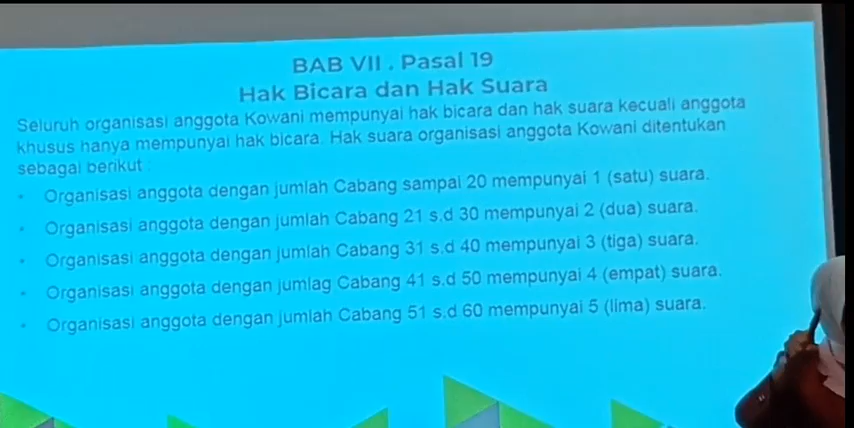 BAB VII . Pasal 19
Hak Bicara dan Hak Suara
Seluruh organisasi anggota Kowani mempunyai hak bicara dan hak suara kecuali anggota
khusus hanya mempunyai hak bicara. Hak suara organisasi anggota Kowani ditentukan
sebagai berikut :
• Organisasi anggota dengan jumlah Cabang sampai 20 mempunyai 1 (satu) suara.
• Organisasi anggota dengan jumlah Cabang 21 s.d 30 mempunyai 2 (dua) suara.
• Organisasi anggota dengan jumlah Cabang 31 s.d 40 mempunyai 3 (tiga) suara.
• Organisasi anggota dengan jumlag Cabang 41 s.d 50 mempunyai 4 (empat) suara.
• Organisasi anggota dengan jumlah Cabang 51 s.d 60 mempunyai 5 (lima) suara.